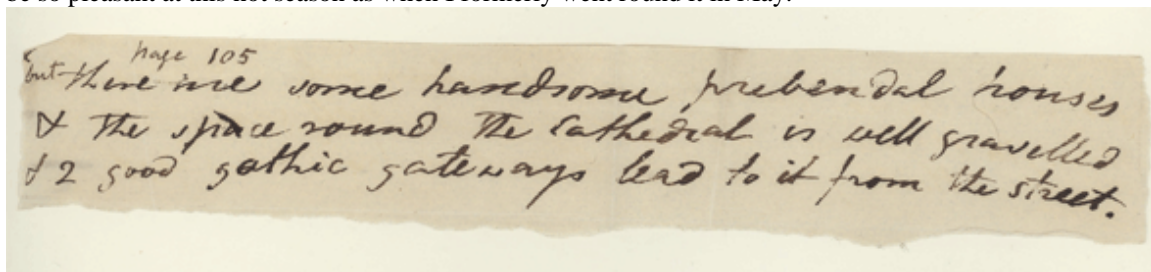 be so pleasant at this hot season as when I formerly went round it in May.
page 105
but there are some handsome prebendal houses
& the space round the Cathedral is well gravelled
& 2 good gothic gateways lead to it from the street.